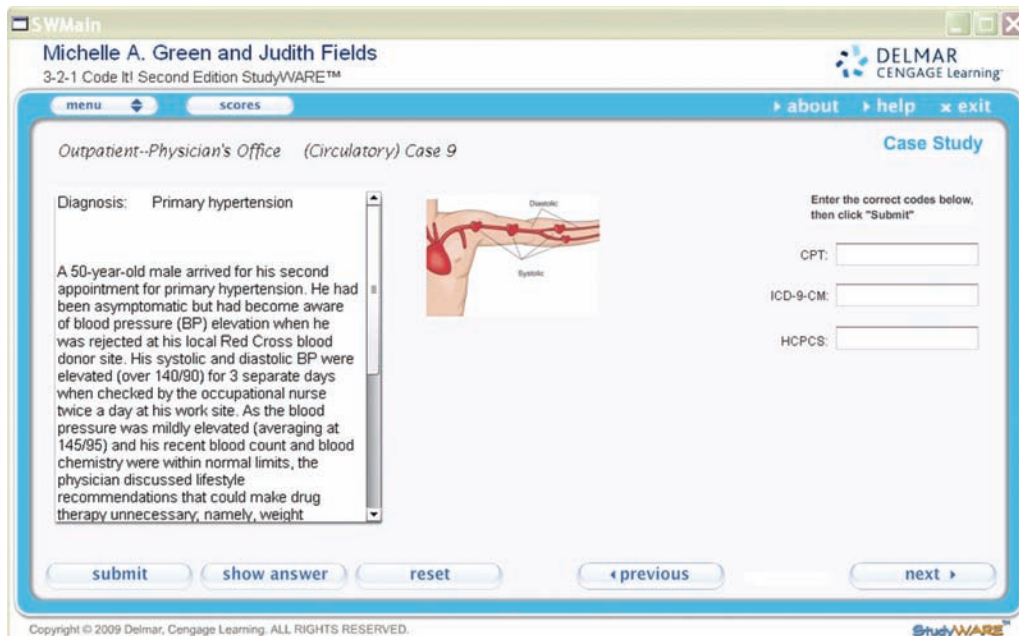 SWMain
Michelle A. Green and Judith Fields
3-2-1 Code It! Second Edition StudyWARE™
DELMAR
CENGAGE Learning™
menu
scores
about
help
x exit
Outpatient--Physician's Office (Circulatory) Case 9
Case Study
Diagnosis: Primary hypertension
A 50-year-old male arrived for his second
appointment for primary hypertension. He had
been asymptomatic but had become aware
of blood pressure (BP) elevation when he
was rejected at his local Red Cross blood
donor site. His systolic and diastolic BP were
elevated (over 140/90) for 3 separate days
when checked by the occupational nurse
twice a day at his work site. As the blood
pressure was mildly elevated (averaging at
145/95) and his recent blood count and blood
chemistry were within normal limits, the
physician discussed lifestyle
recommendations that could make drug
therapy unnecessary; namely, weight
Diastolic
Systolic
Enter the correct codes below,
then click "Submit"
CPT:
ICD-9-CM:
HCPCS:
submit
show answer
reset
previous
next
Copyright © 2009 Delmar, Cengage Learning. ALL RIGHTS RESERVED.
StudyWARE™